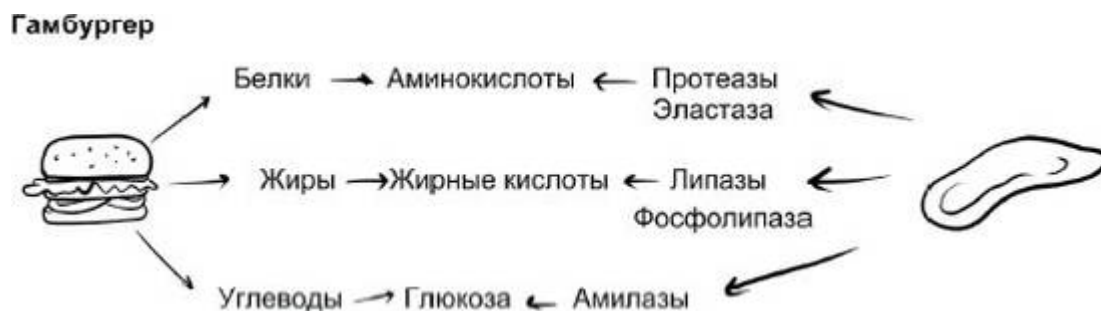 Гамбургер
Белки → Аминокислоты ← Протеазы
Эластаза
Жиры → Жирные кислоты ← Липазы
Фосфолипаза
Углеводы → Глюкоза ← Амилазы